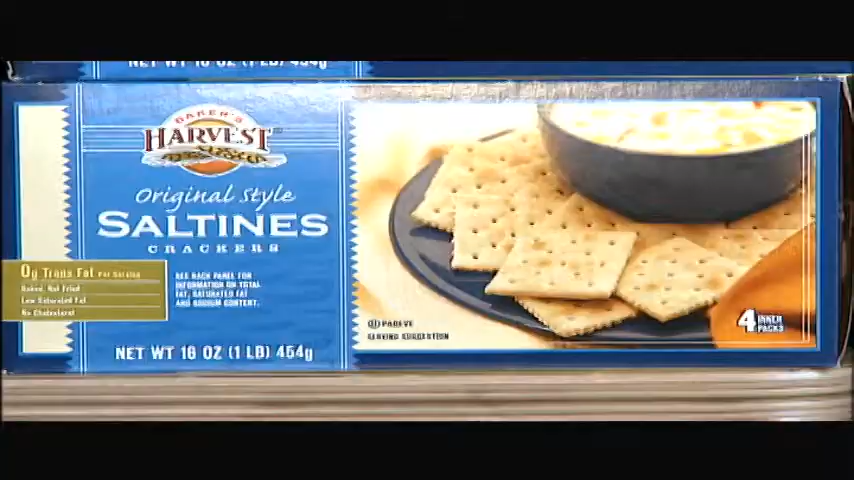 NET WT 16 OZ (1 LB) 454g
BAKER'S
HARVEST
Original Style
SALTINES
CRACKERS
0g Trans Fat Per Serving
Baked, Not Fried
Low Saturated Fat
No Cholesterol
SEE BACK PANEL FOR
INFORMATION ON TOTAL
FAT, SATURATED FAT
AND SODIUM CONTENT.
NET WT 16 OZ (1 LB) 454g
PAREVE
SERVING SUGGESTION
4 INNER
PACKS